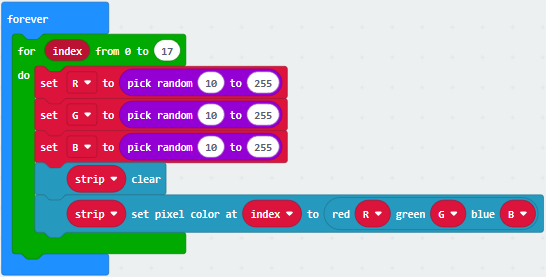 forever
for index from 0 to 17
do
set R to pick random 10 to 255
set G to pick random 10 to 255
set B to pick random 10 to 255
strip clear
strip set pixel color at index to red R green G blue B